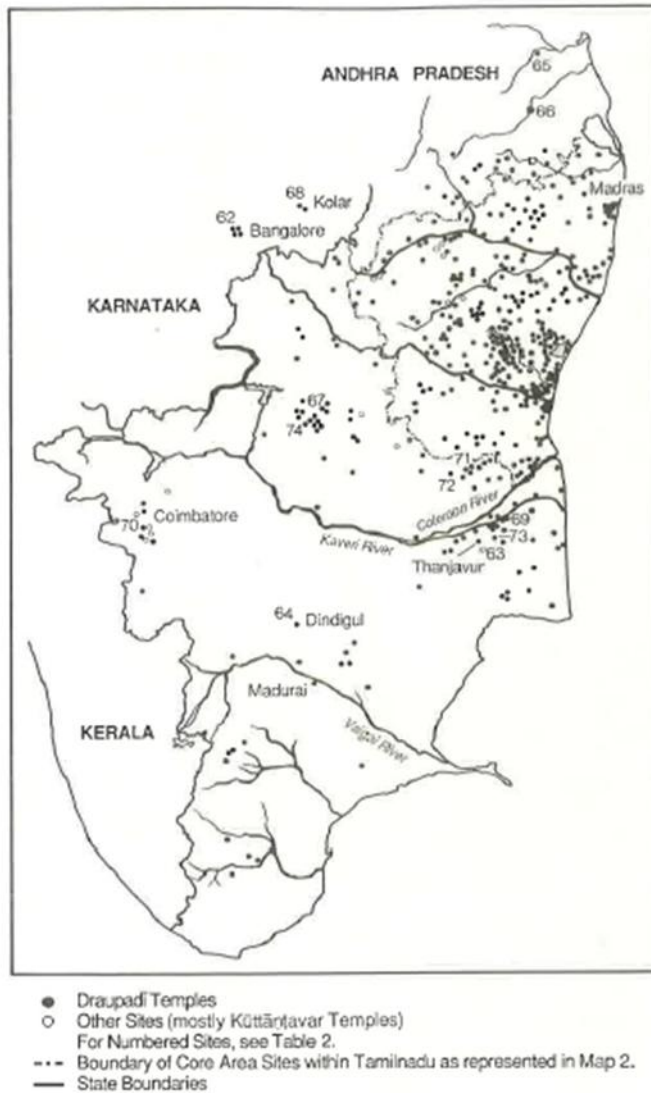 ANDHRA PRADESH
65
66
Madras
68
Kolar
62
Bangalore
KARNATAKA
67
74
71
72
Coleroon River
69
73
70
Coimbatore
Kaveri River
63
Thanjavur
64
Dindigul
Madurai
KERALA
Vaigai River
Draupadī Temples
Other Sites (mostly Kūttāṇṭavar Temples)
For Numbered Sites, see Table 2.
Boundary of Core Area Sites within Tamilnadu as represented in Map 2.
State Boundaries